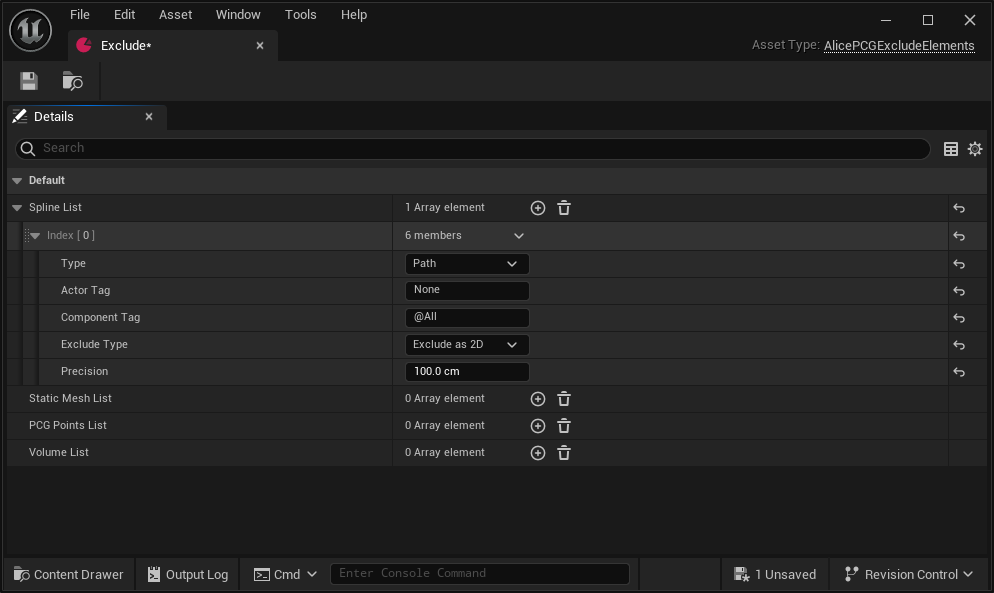 File Edit Asset Window Tools Help
Exclude*
Asset Type: AlicePCGExcludeElements
Details
Search
Default
Spline List 1 Array element
Index [ 0 ] 6 members
Type Path
Actor Tag None
Component Tag @All
Exclude Type Exclude as 2D
Precision 100.0 cm
Static Mesh List 0 Array element
PCG Points List 0 Array element
Volume List 0 Array element
Content Drawer Output Log Cmd Enter Console Command 1 Unsaved Revision Control